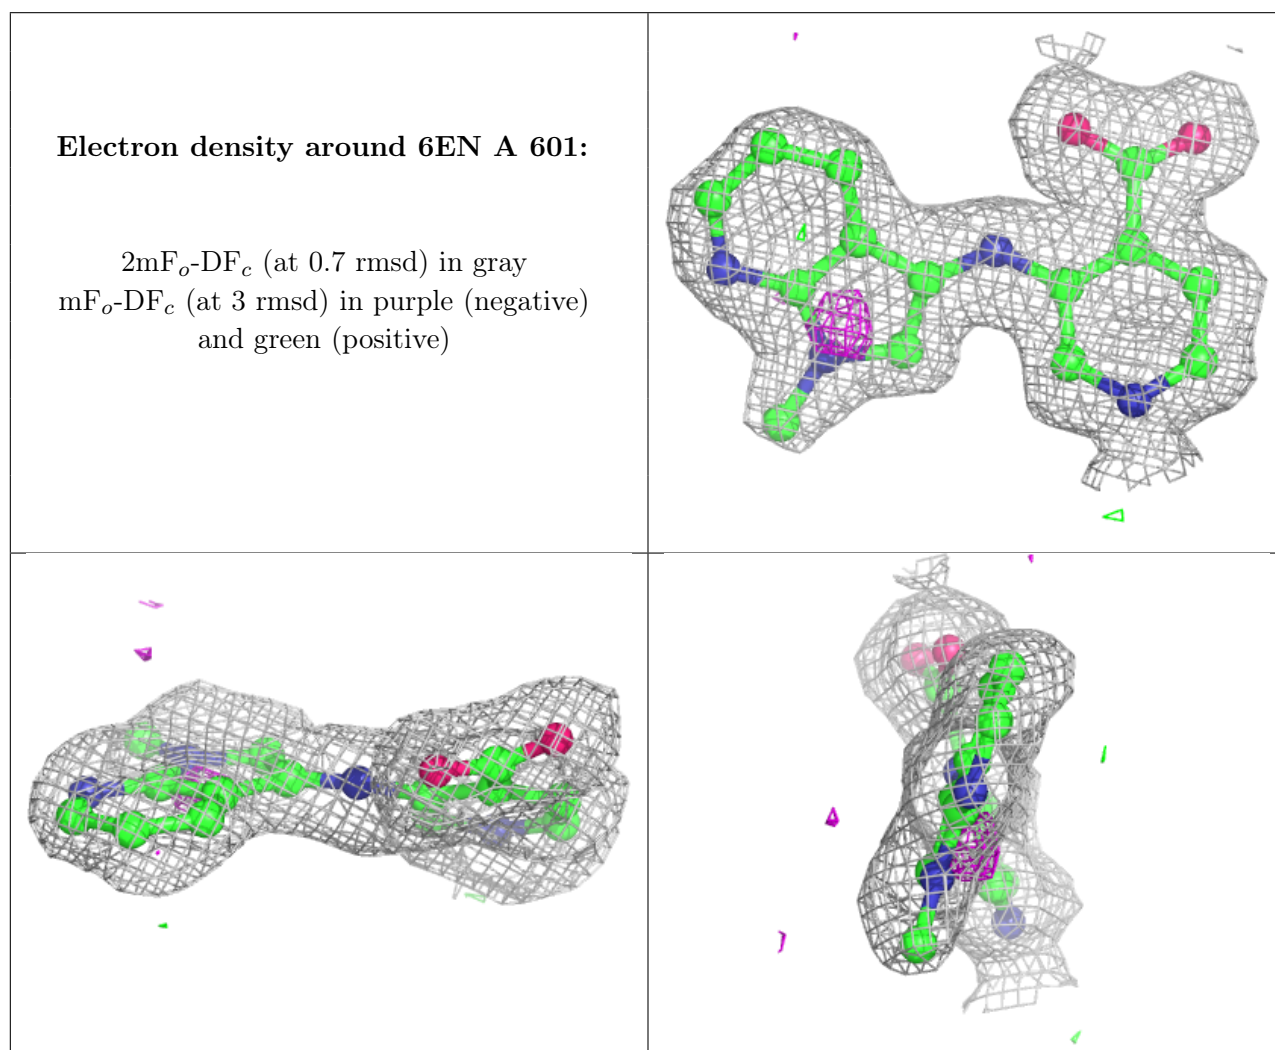 Electron density around 6EN A 601:
2mFo-DFc (at 0.7 rmsd) in gray
mFo-DFc (at 3 rmsd) in purple (negative)
and green (positive)